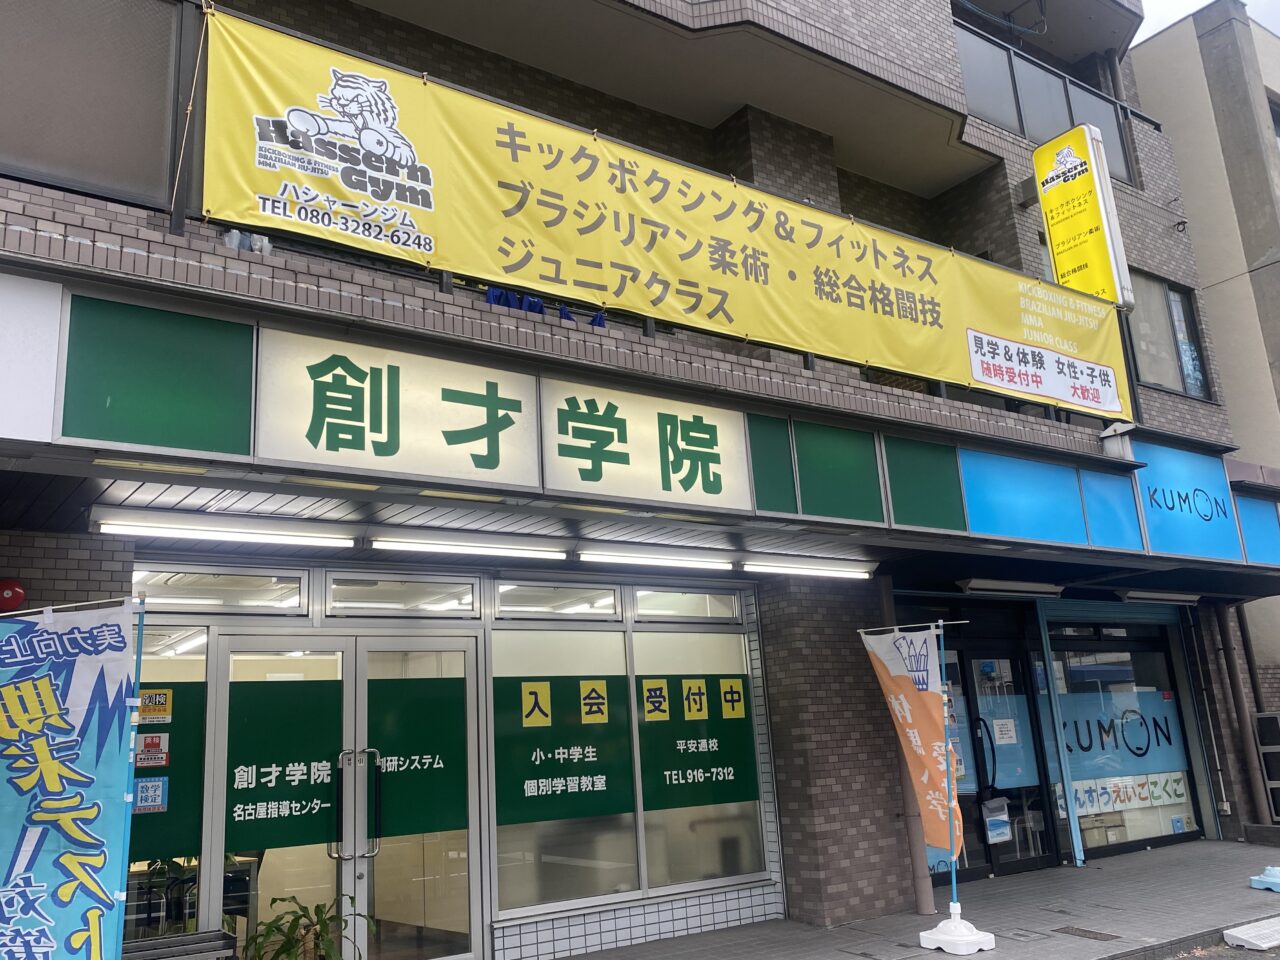 Hassern
Gym
KICKBOXING & FITNESS
BRAZILIAN JIU-JITSU
MMA
ハシャーンジム
TEL 080-3282-6248
キックボクシング&フィットネス
ブラジリアン柔術・総合格闘技
ジュニアクラス
KICKBOXING & FITNESS
BRAZILIAN JIU-JITSU
MMA
JUNIOR CLASS
見学&体験
随時受付中
女性・子供
大歓迎
Hassern
Gym
キックボクシング
&フィットネス
ブラジリアン柔術
総合格闘技
創才学院
KUMON
実力向上
期末テスト
対策
漢検
英検
数学
検定
創才学院
名古屋指導センター
創研システム
入会受付中
小・中学生
個別学習教室
平安通校
TEL 916-7312
KUMON
さんすうえいごこくご